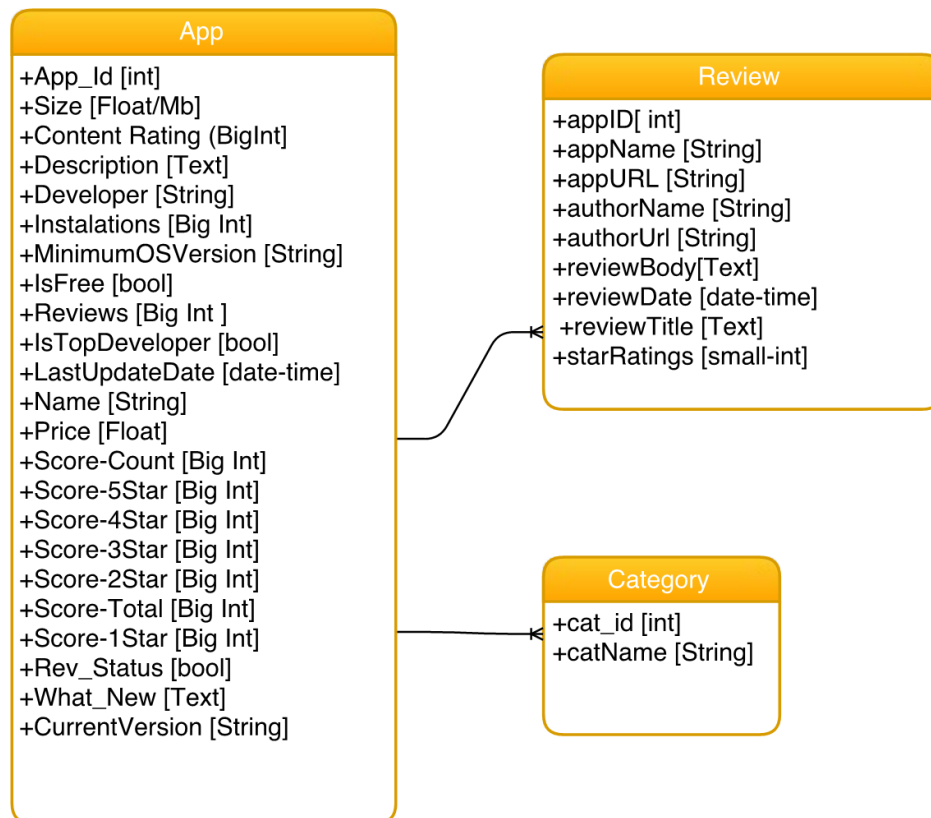 App
+App_Id [int]
+Size [Float/Mb]
+Content Rating (BigInt]
+Description [Text]
+Developer [String]
+Instalations [Big Int]
+MinimumOSVersion [String]
+IsFree [bool]
+Reviews [Big Int ]
+IsTopDeveloper [bool]
+LastUpdateDate [date-time]
+Name [String]
+Price [Float]
+Score-Count [Big Int]
+Score-5Star [Big Int]
+Score-4Star [Big Int]
+Score-3Star [Big Int]
+Score-2Star [Big Int]
+Score-Total [Big Int]
+Score-1Star [Big Int]
+Rev_Status [bool]
+What_New [Text]
+CurrentVersion [String]
Review
+appID[ int]
+appName [String]
+appURL [String]
+authorName [String]
+authorUrl [String]
+reviewBody[Text]
+reviewDate [date-time]
+reviewTitle [Text]
+starRatings [small-int]
Category
+cat_id [int]
+catName [String]